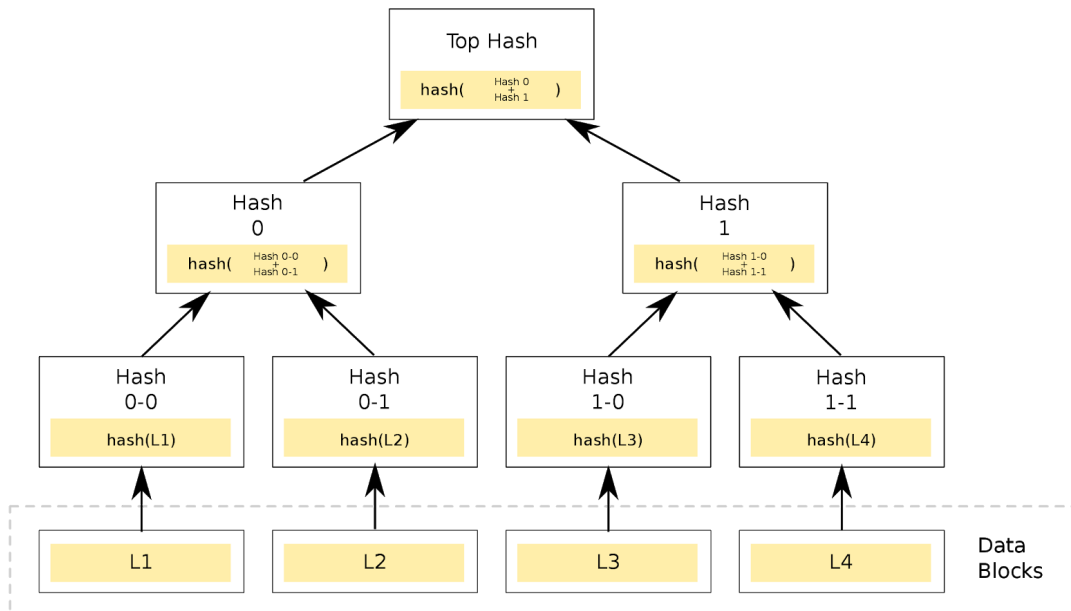 Top Hash
hash( Hash 0 + Hash 1 )
Hash
0
hash( Hash 0-0 + Hash 0-1 )
Hash
1
hash( Hash 1-0 + Hash 1-1 )
Hash
0-0
hash(L1)
Hash
0-1
hash(L2)
Hash
1-0
hash(L3)
Hash
1-1
hash(L4)
L1
L2
L3
L4
Data
Blocks